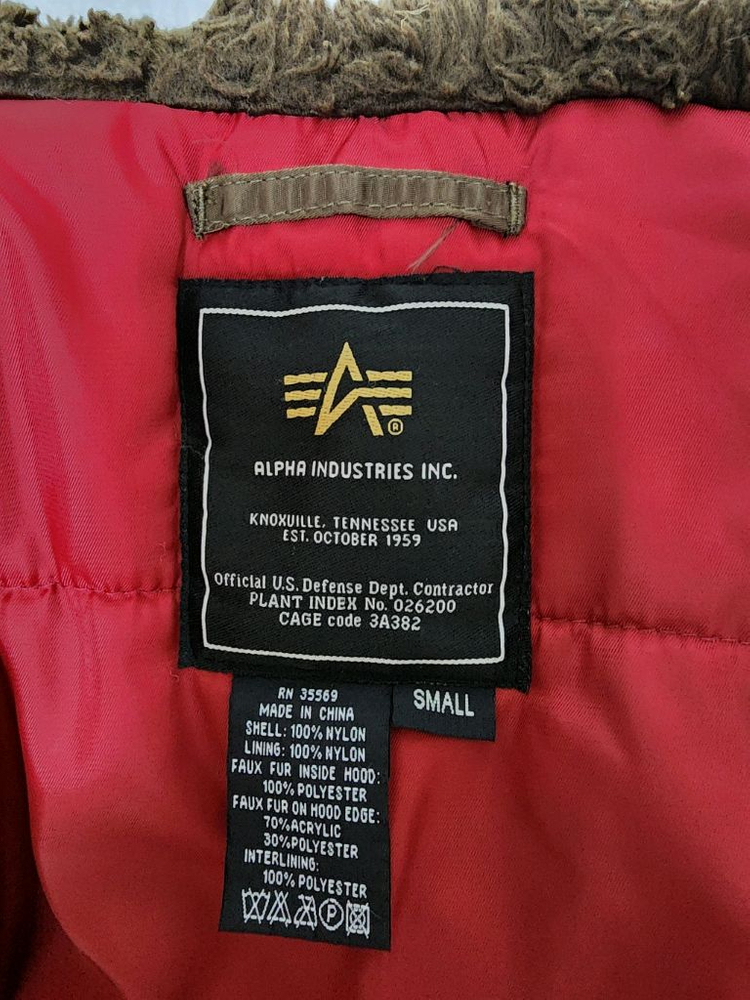 ®
ALPHA INDUSTRIES INC.
KNOXVILLE, TENNESSEE USA
EST. OCTOBER 1959
Official U.S. Defense Dept. Contractor
PLANT INDEX No. 026200
CAGE code 3A382
SMALL
RN 35569
MADE IN CHINA
SHELL: 100% NYLON
LINING: 100% NYLON
FAUX FUR INSIDE HOOD:
100% POLYESTER
FAUX FUR ON HOOD EDGE:
70%ACRYLIC
30%POLYESTER
INTERLINING:
100% POLYESTER
P